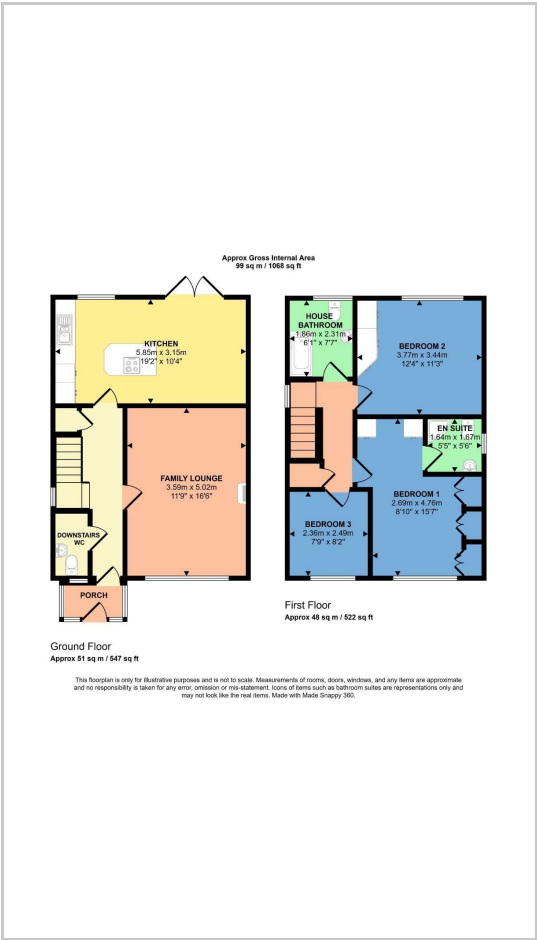 Approx Gross Internal Area
99 sq m / 1068 sq ft
KITCHEN
5.85m x 3.15m
19'2" x 10'4"
FAMILY LOUNGE
3.59m x 5.02m
11'9" x 16'6"
DOWNSTAIRS
WC
PORCH
Ground Floor
Approx 51 sq m / 547 sq ft
HOUSE
BATHROOM
1.86m x 2.31m
6'1" x 7'7"
BEDROOM 2
3.77m x 3.44m
12'4" x 11'3"
EN SUITE
1.64m x 1.67m
5'5" x 5'6"
BEDROOM 1
2.69m x 4.76m
8'10" x 15'7"
BEDROOM 3
2.36m x 2.49m
7'9" x 8'2"
First Floor
Approx 48 sq m / 522 sq ft
This floorplan is only for illustrative purposes and is not to scale. Measurements of rooms, doors, windows, and any items are approximate
and no responsibility is taken for any error, omission or mis-statement. Icons of items such as bathroom suites are representations only and
may not look like the real items. Made with Made Snappy 360.